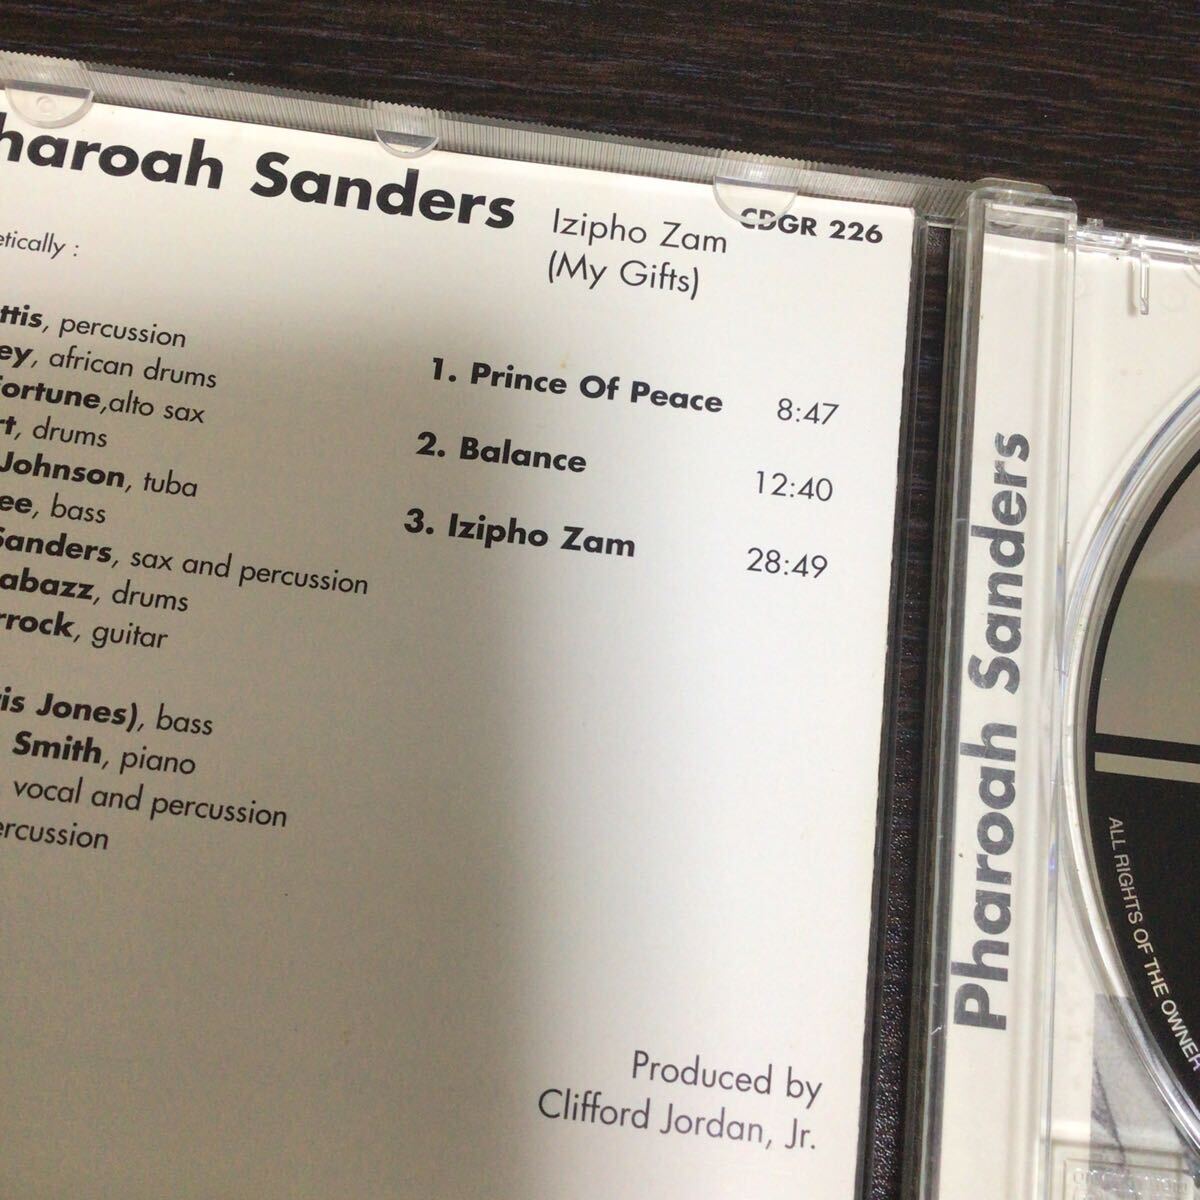 haroah Sanders
Izipho Zam
(My Gifts)
CDGR 226
etically :
ttis, percussion
ey, african drums
ortune,alto sax
rt, drums
Johnson, tuba
ee, bass
Sanders, sax and percussion
abazz, drums
rrock, guitar
is Jones), bass
Smith, piano
, vocal and percussion
ercussion
1. Prince Of Peace 8:47
2. Balance 12:40
3. Izipho Zam 28:49
Produced by
Clifford Jordan, Jr.
Pharoah Sanders
ALL RIGHTS OF THE OWNER